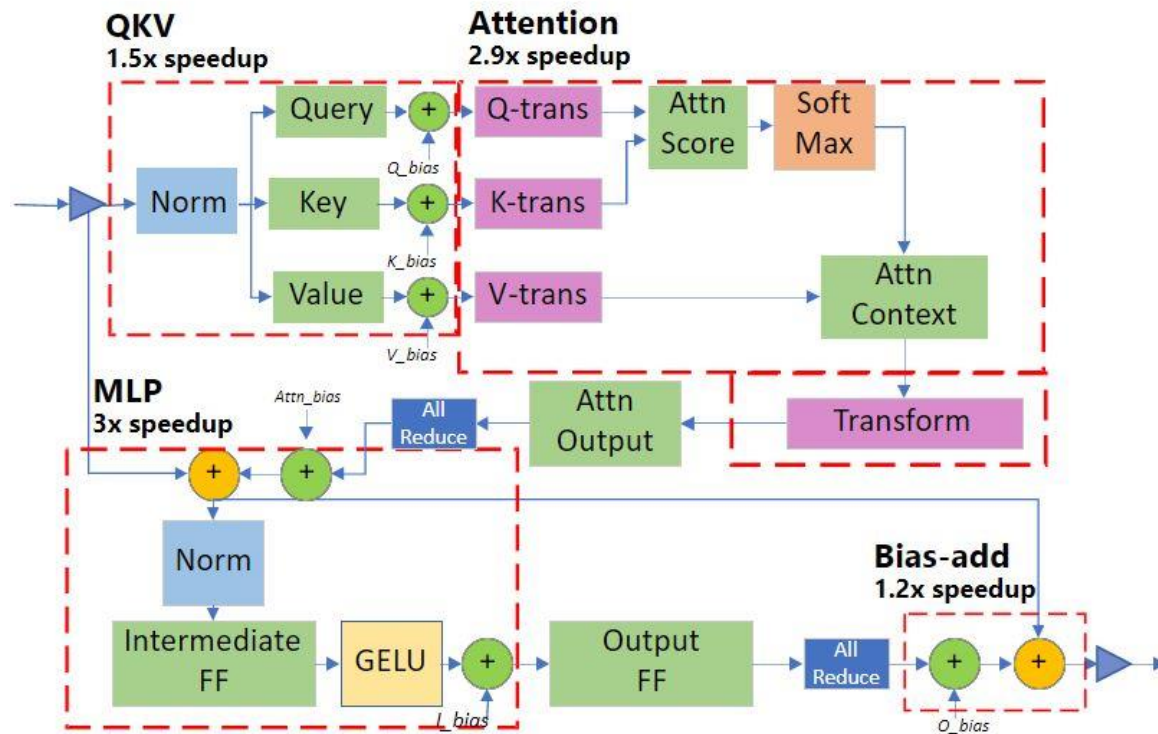 QKV
1.5x speedup
Attention
2.9x speedup
Query
+
Q_bias
Q-trans
Attn
Score
Soft
Max
Norm
Key
+
K_bias
K-trans
Value
+
V_bias
V-trans
Attn
Context
MLP
3x speedup
Attn_bias
All
Reduce
Attn
Output
Transform
+
+
Norm
Bias-add
1.2x speedup
Intermediate
FF
GELU
+
I_bias
Output
FF
All
Reduce
+
+
O_bias